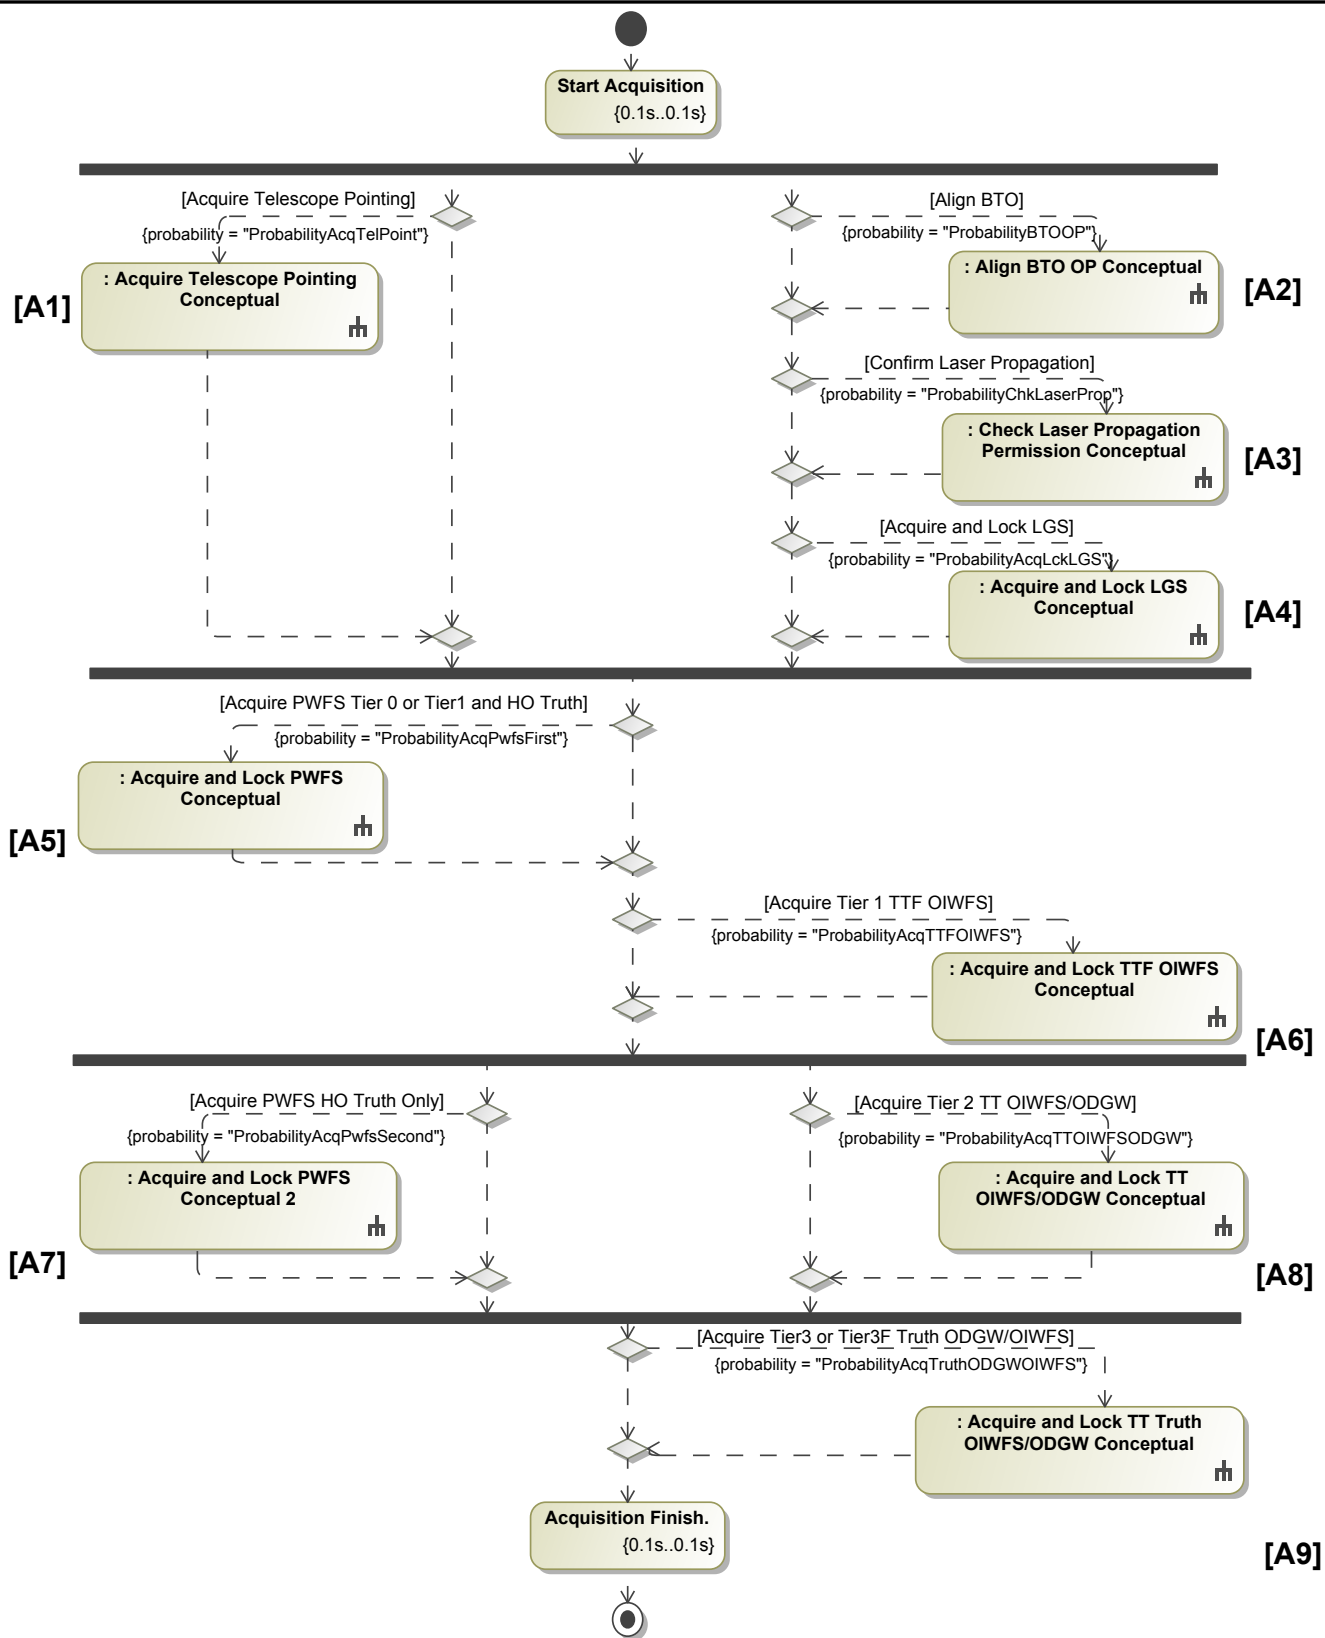 Start Acquisition
{0.1s..0.1s}
[Acquire Telescope Pointing]
{probability = "ProbabilityAcqTelPoint"}
: Acquire Telescope Pointing
Conceptual
[A1]
[Align BTO]
{probability = "ProbabilityBTOOP"}
: Align BTO OP Conceptual
[A2]
[Confirm Laser Propagation]
{probability = "ProbabilityChkLaserProp"}
: Check Laser Propagation
Permission Conceptual
[A3]
[Acquire and Lock LGS]
{probability = "ProbabilityAcqLckLGS"}
: Acquire and Lock LGS
Conceptual
[A4]
[Acquire PWFS Tier 0 or Tier1 and HO Truth]
{probability = "ProbabilityAcqPwfsFirst"}
: Acquire and Lock PWFS
Conceptual
[A5]
[Acquire Tier 1 TTF OIWFS]
{probability = "ProbabilityAcqTTFOIWFS"}
: Acquire and Lock TTF OIWFS
Conceptual
[A6]
[Acquire PWFS HO Truth Only]
{probability = "ProbabilityAcqPwfsSecond"}
: Acquire and Lock PWFS
Conceptual 2
[A7]
[Acquire Tier 2 TT OIWFS/ODGW]
{probability = "ProbabilityAcqTTOIWFSODGW"}
: Acquire and Lock TT
OIWFS/ODGW Conceptual
[A8]
[Acquire Tier3 or Tier3F Truth ODGW/OIWFS]
{probability = "ProbabilityAcqTruthODGWOIWFS"}
: Acquire and Lock TT Truth
OIWFS/ODGW Conceptual
Acquisition Finish.
{0.1s..0.1s}
[A9]